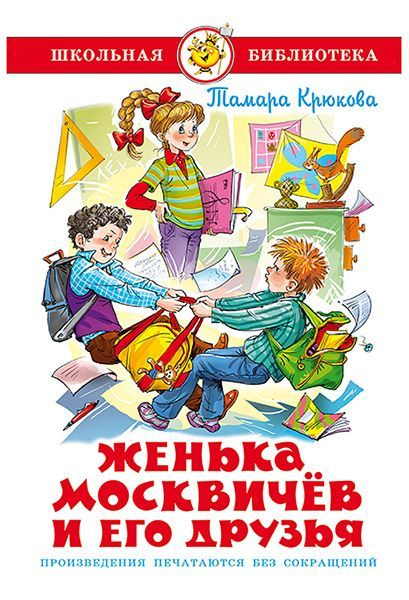 ШКОЛЬНАЯ БИБЛИОТЕКА
Тамара Крюкова
ЖЕНЬКА
МОСКВИЧЁВ
И ЕГО ДРУЗЬЯ
ПРОИЗВЕДЕНИЯ ПЕЧАТАЮТСЯ БЕЗ СОКРАЩЕНИЙ